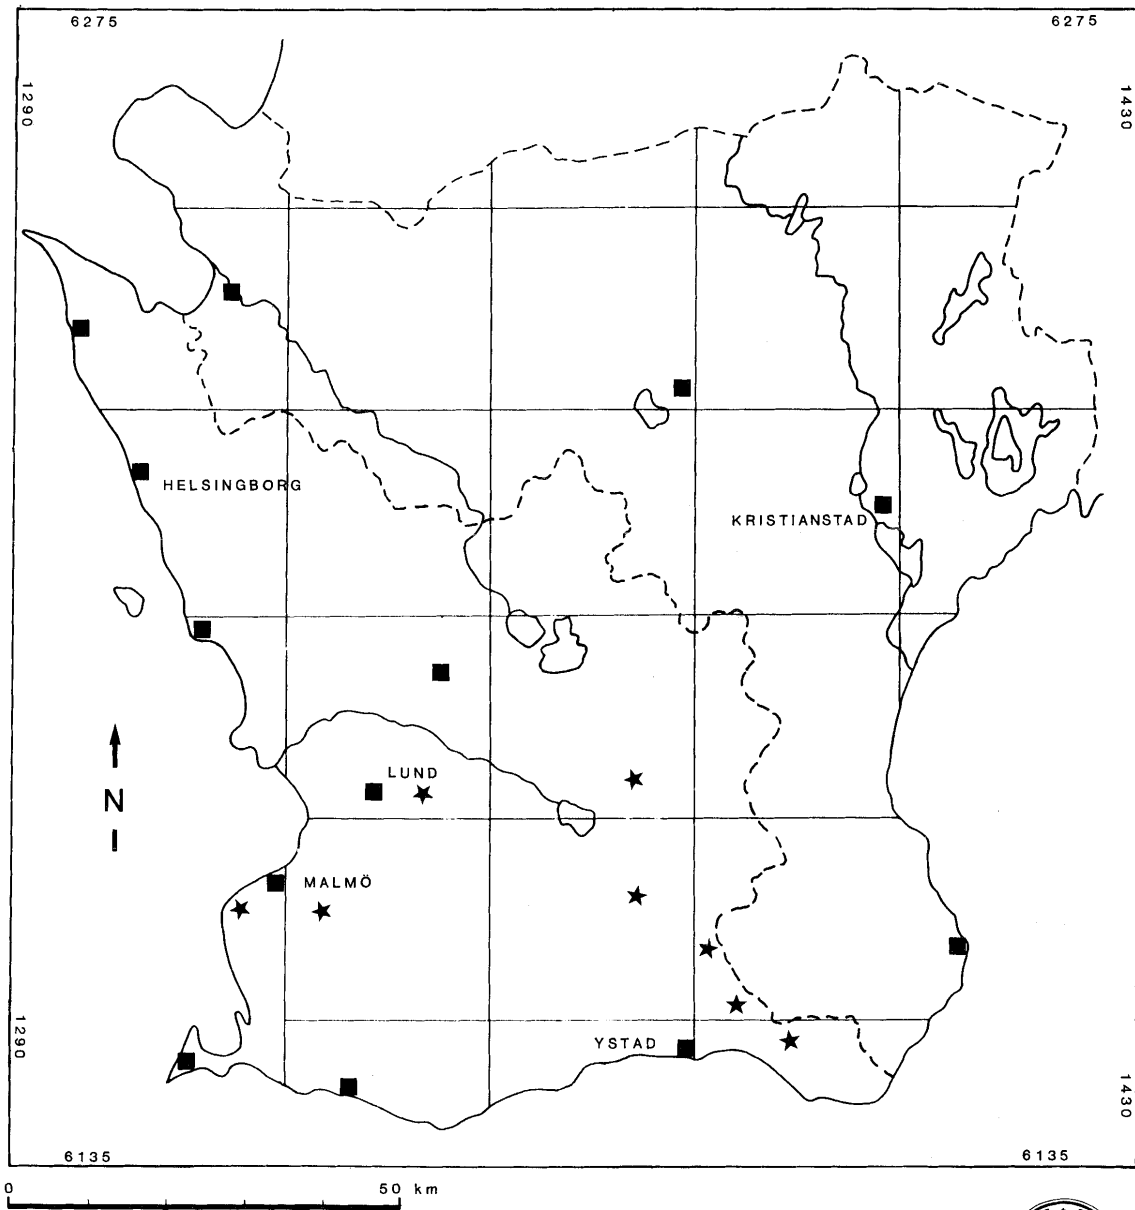 6275
6275
1290
1430
HELSINGBORG
KRISTIANSTAD
LUND
N
MALMÖ
YSTAD
1290
1430
6135
6135
0
50 km